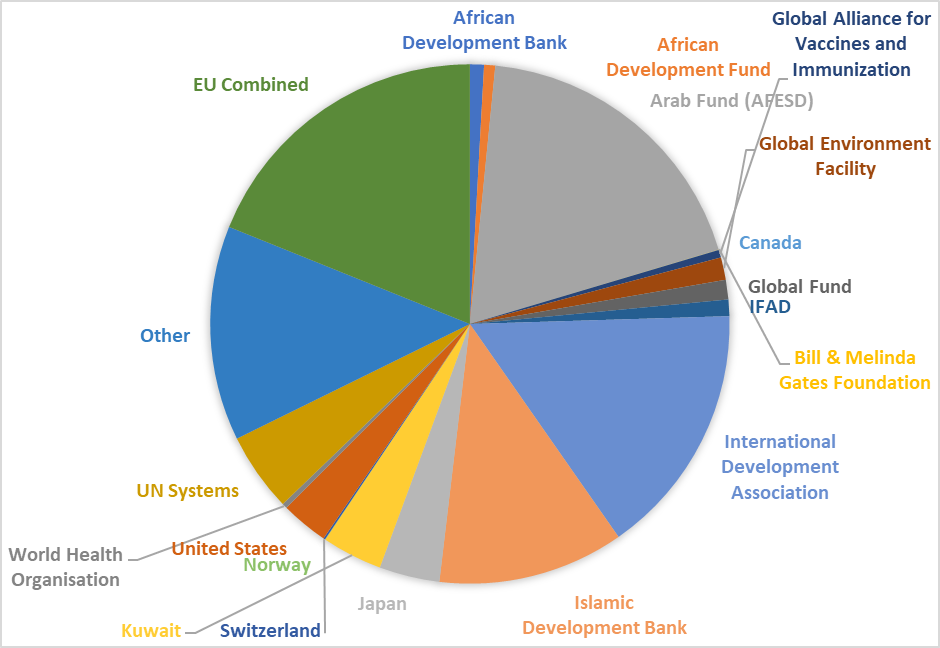 African
Development Bank
African
Development Fund
Global Alliance for
Vaccines and
Immunization
Arab Fund (AFESD)
Global Environment
Facility
Canada
Global Fund
IFAD
Bill & Melinda
Gates Foundation
International
Development
Association
Islamic
Development Bank
Japan
Switzerland
Kuwait
Norway
United States
World Health
Organisation
UN Systems
Other
EU Combined